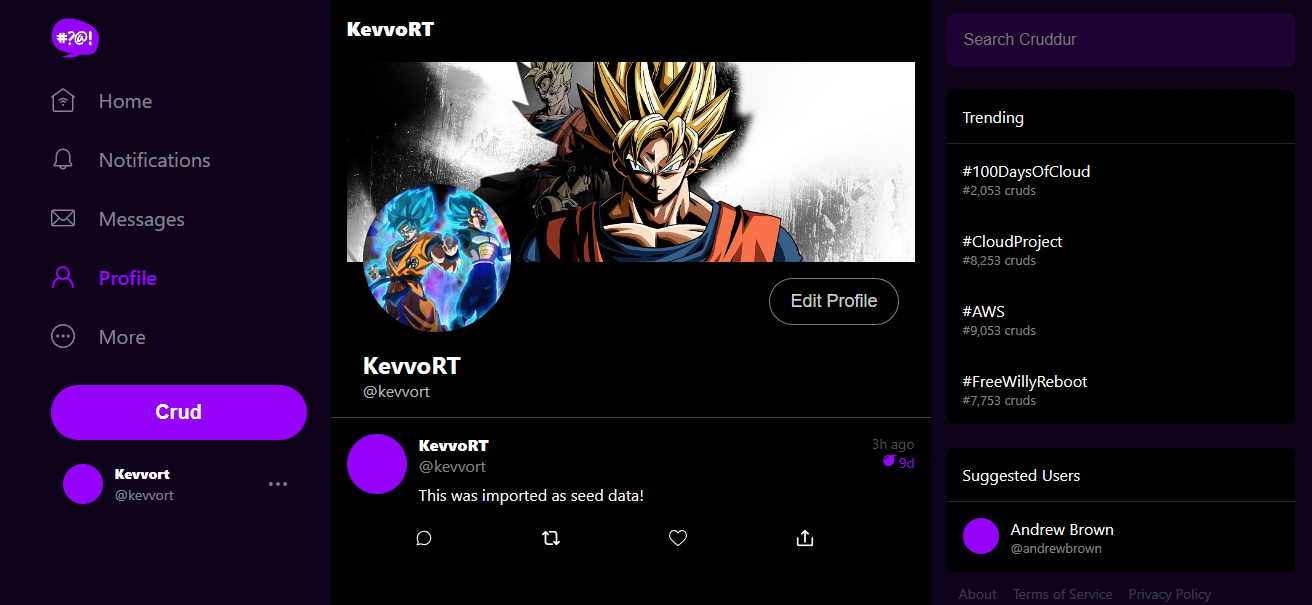 #?@!
Home
Notifications
Messages
Profile
More
Crud
Kevvort
@kevvort
KevvoRT
Edit Profile
KevvoRT
@kevvort
KevvoRT
3h ago
@kevvort
9d
This was imported as seed data!
Search Cruddur
Trending
#100DaysOfCloud
#2,053 cruds
#CloudProject
#8,253 cruds
#AWS
#9,053 cruds
#FreeWillyReboot
#7,753 cruds
Suggested Users
Andrew Brown
@andrewbrown
About Terms of Service Privacy Policy